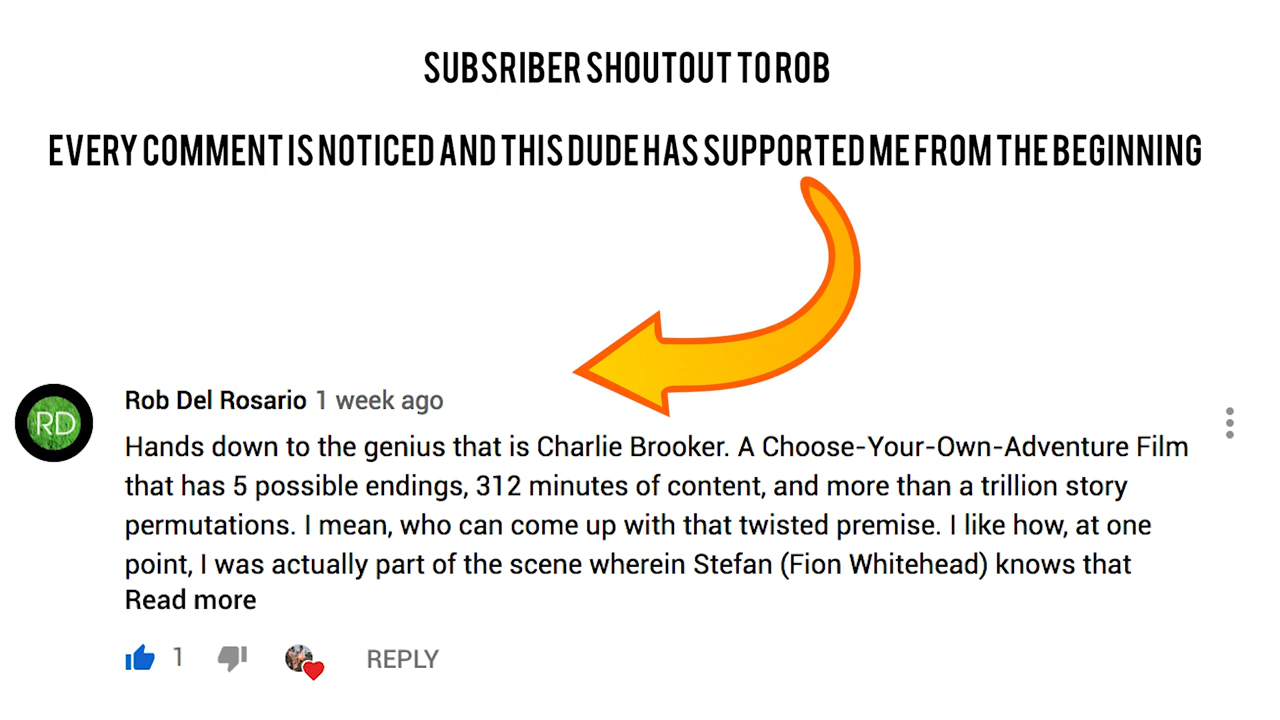 SUBSRIBER SHOUTOUT TO ROB
EVERY COMMENT IS NOTICED AND THIS DUDE HAS SUPPORTED ME FROM THE BEGINNING
RD
Rob Del Rosario 1 week ago
Hands down to the genius that is Charlie Brooker. A Choose-Your-Own-Adventure Film
that has 5 possible endings, 312 minutes of content, and more than a trillion story
permutations. I mean, who can come up with that twisted premise. I like how, at one
point, I was actually part of the scene wherein Stefan (Fion Whitehead) knows that
Read more
1 REPLY